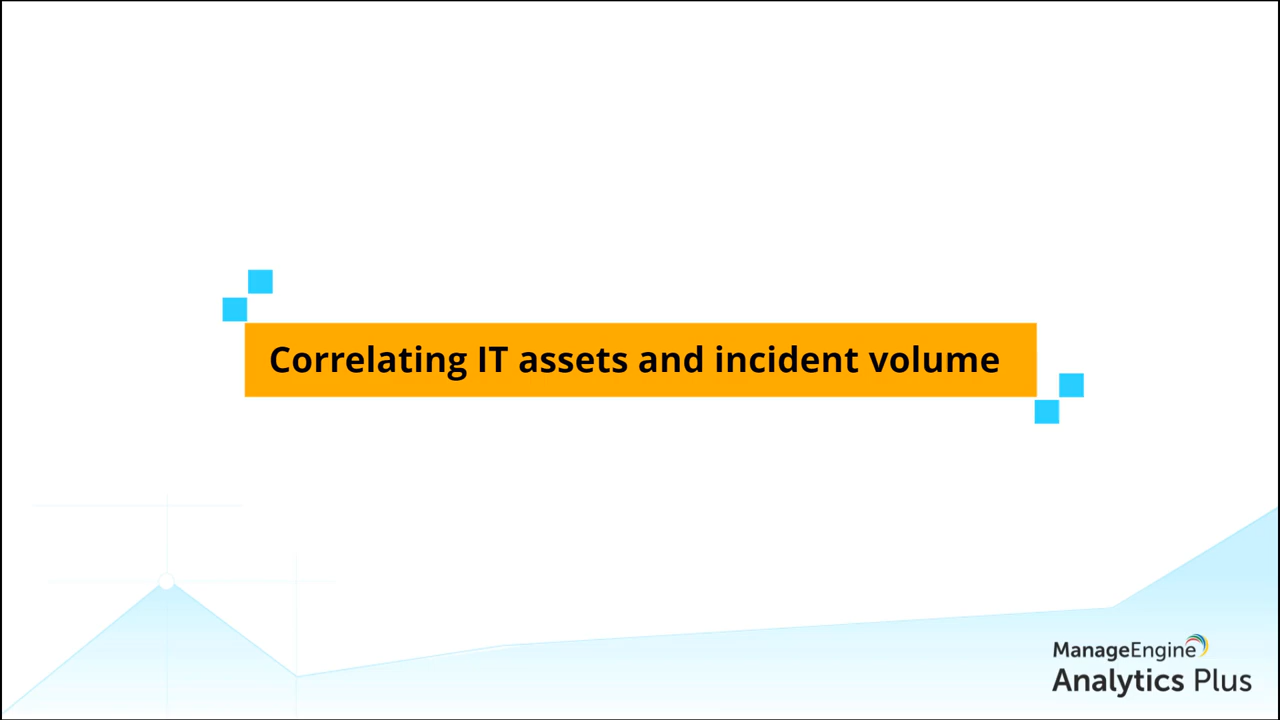 Correlating IT assets and incident volume
ManageEngine
Analytics Plus